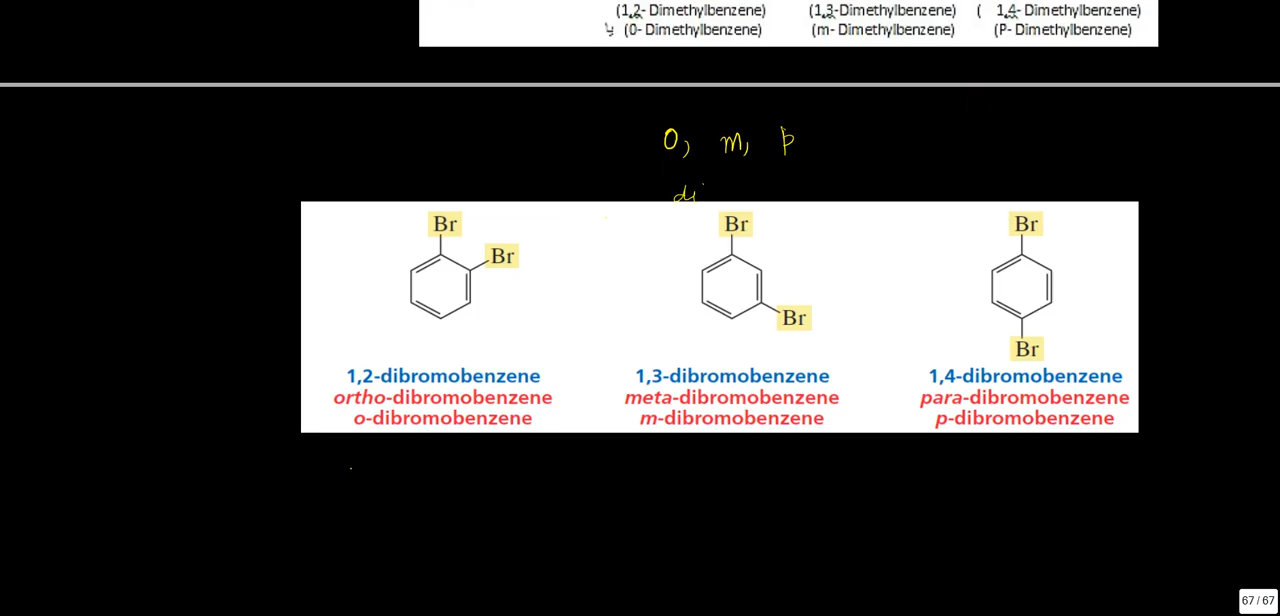 (1,2- Dimethylbenzene) (1,3-Dimethylbenzene) ( 1,4- Dimethylbenzene)
(0- Dimethylbenzene) (m- Dimethylbenzene) (P- Dimethylbenzene)
O, m, p
di
Br Br Br
Br
Br
Br
1,2-dibromobenzene 1,3-dibromobenzene 1,4-dibromobenzene
ortho-dibromobenzene meta-dibromobenzene para-dibromobenzene
o-dibromobenzene m-dibromobenzene p-dibromobenzene
67 / 67